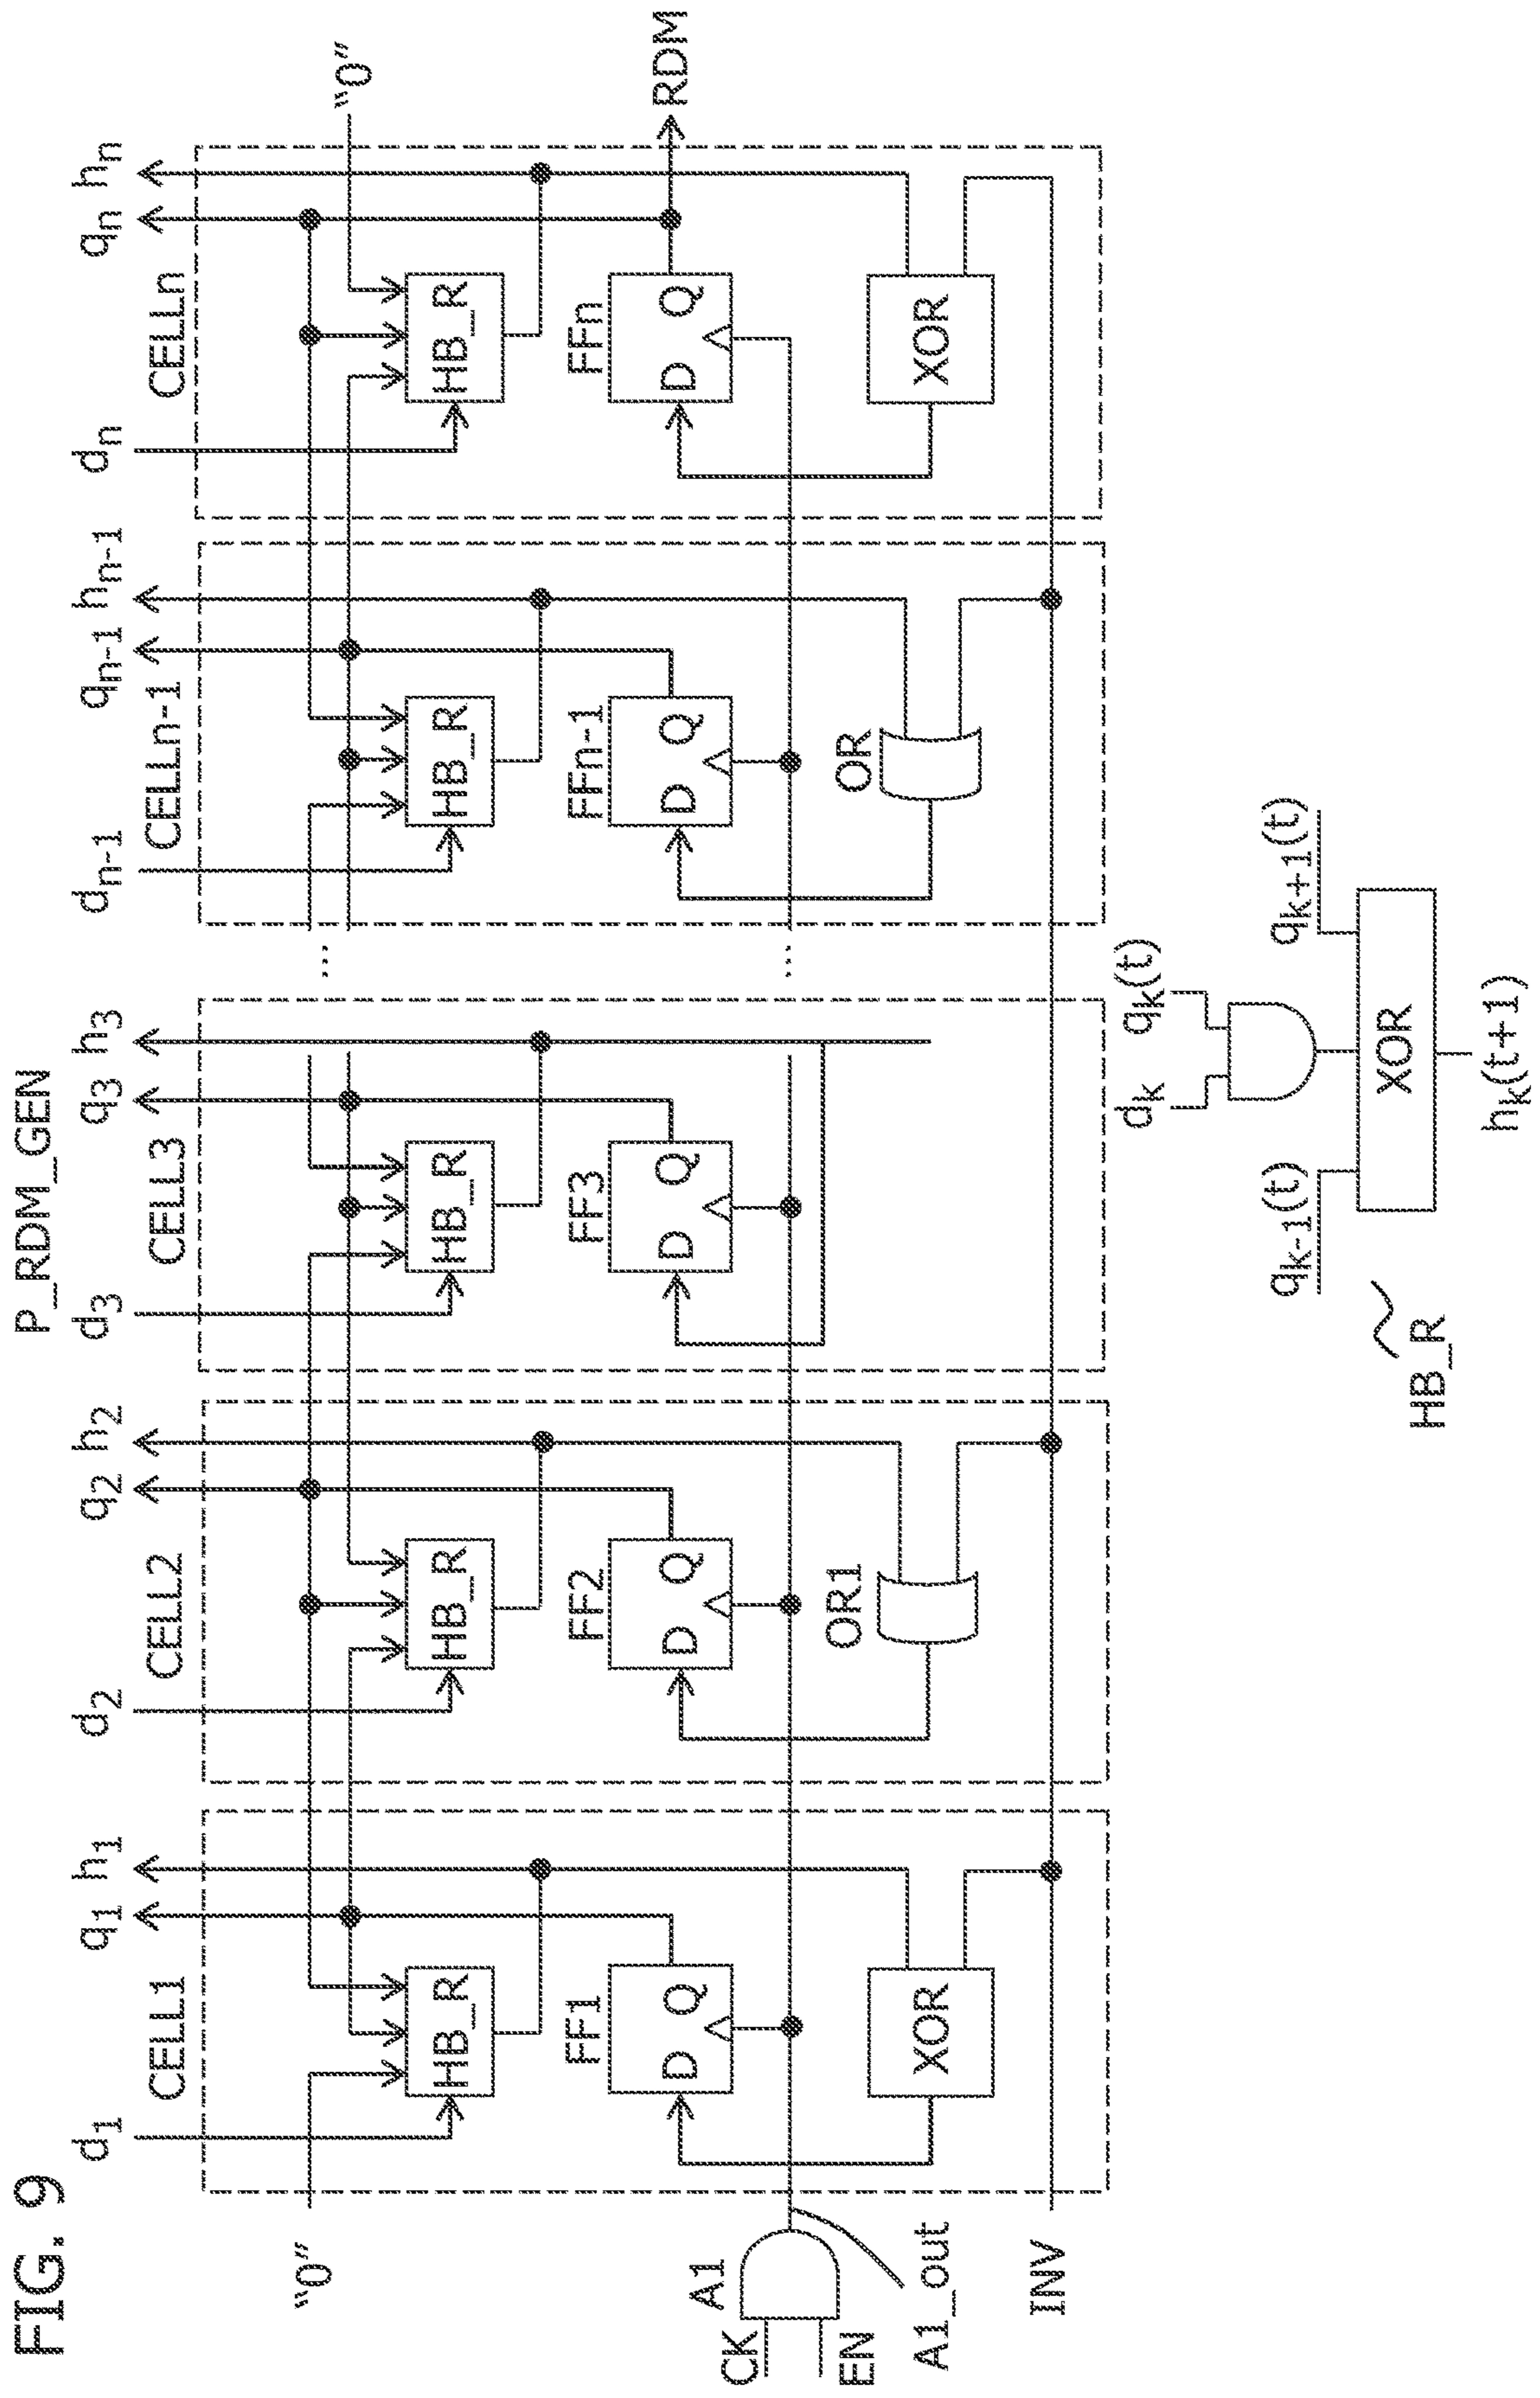 FIG. 9
P_RDM_GEN
d1 q1 h1 d2 q2 h2 d3 q3 h3 dn-1 qn-1 hn-1 dn qn hn
CELL1 CELL2 CELL3 CELLn-1 CELLn
"0" ... "0"
HB_R HB_R HB_R HB_R HB_R
FF1 FF2 FF3 FFn-1 FFn
D Q D Q D Q D Q D Q RDM
A1 ...
CK
EN
OR1 OR
A1_out XOR XOR
INV
dk qk(t)
qk-1(t) qk+1(t)
XOR
HB_R
hk(t+1)